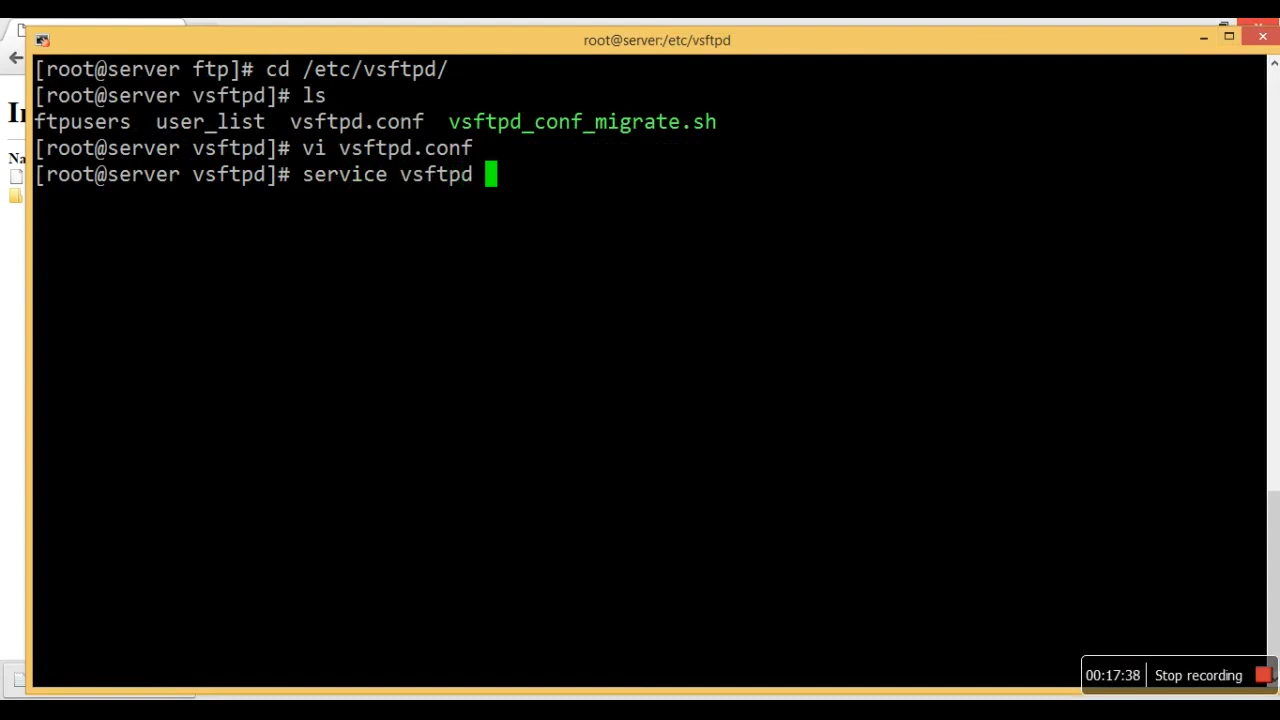 root@server:/etc/vsftpd
[root@server ftp]# cd /etc/vsftpd/
[root@server vsftpd]# ls
ftpusers  user_list  vsftpd.conf  vsftpd_conf_migrate.sh
[root@server vsftpd]# vi vsftpd.conf
[root@server vsftpd]# service vsftpd
Na
00:17:38 Stop recording